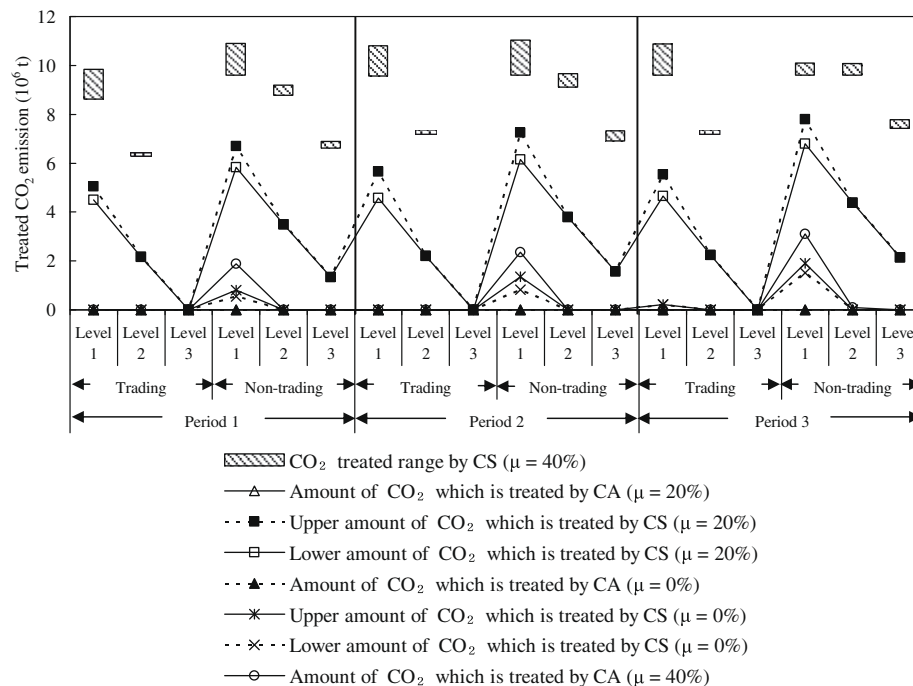 12
10
8
6
4
2
0
Treated CO₂ emission (10⁶ t)
Level 1 Level 2 Level 3 Level 1 Level 2 Level 3 Level 1 Level 2 Level 3 Level 1 Level 2 Level 3 Level 1 Level 2 Level 3 Level 1 Level 2 Level 3
Trading Non-trading Trading Non-trading Trading Non-trading
Period 1 Period 2 Period 3
CO₂ treated range by CS (μ = 40%)
Amount of CO₂ which is treated by CA (μ = 20%)
Upper amount of CO₂ which is treated by CS (μ = 20%)
Lower amount of CO₂ which is treated by CS (μ = 20%)
Amount of CO₂ which is treated by CA (μ = 0%)
Upper amount of CO₂ which is treated by CS (μ = 0%)
Lower amount of CO₂ which is treated by CS (μ = 0%)
Amount of CO₂ which is treated by CA (μ = 40%)